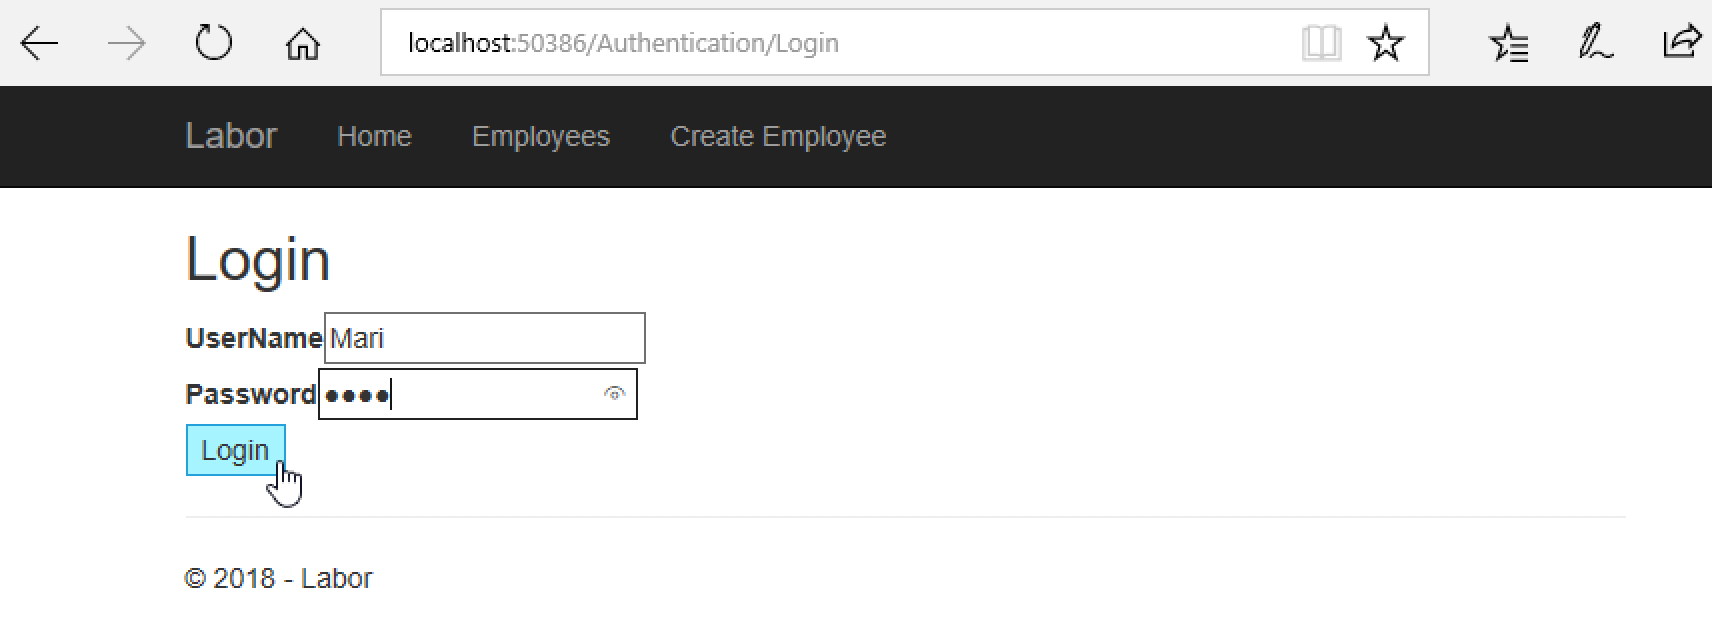 localhost:50386/Authentication/Login
Labor Home Employees Create Employee
Login
UserName Mari
Password ••••
Login
© 2018 - Labor